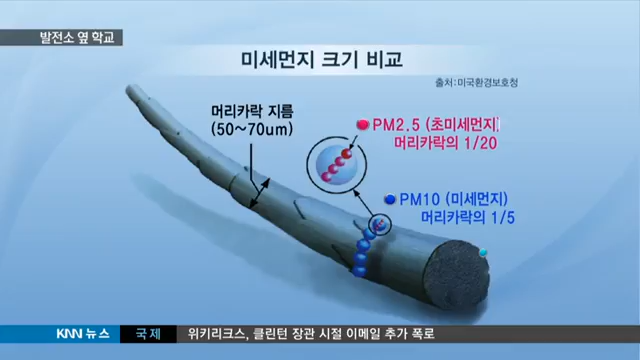 발전소 옆 학교
미세먼지 크기 비교
출처:미국환경보호청
머리카락 지름
(50~70um)
PM2.5 (초미세먼지)
머리카락의 1/20
PM10 (미세먼지)
머리카락의 1/5
KNN 뉴스 국 제 위키리크스, 클린턴 장관 시절 이메일 추가 폭로